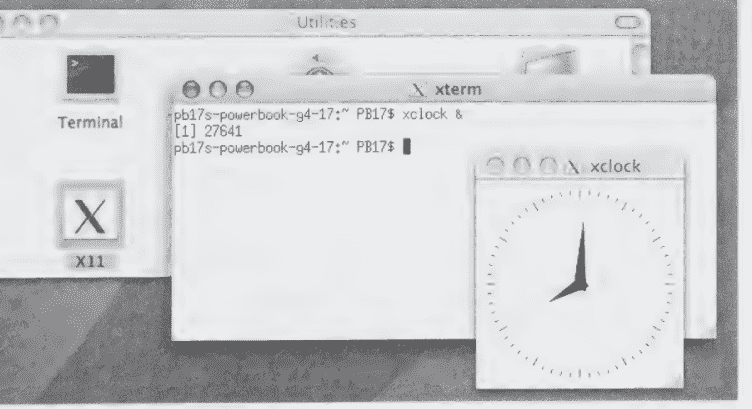 Utilities
Terminal
X11
X xterm
pb17s-powerbook-g4-17:~ PB17$ xclock &
[1] 27641
pb17s-powerbook-g4-17:~ PB17$
X xclock